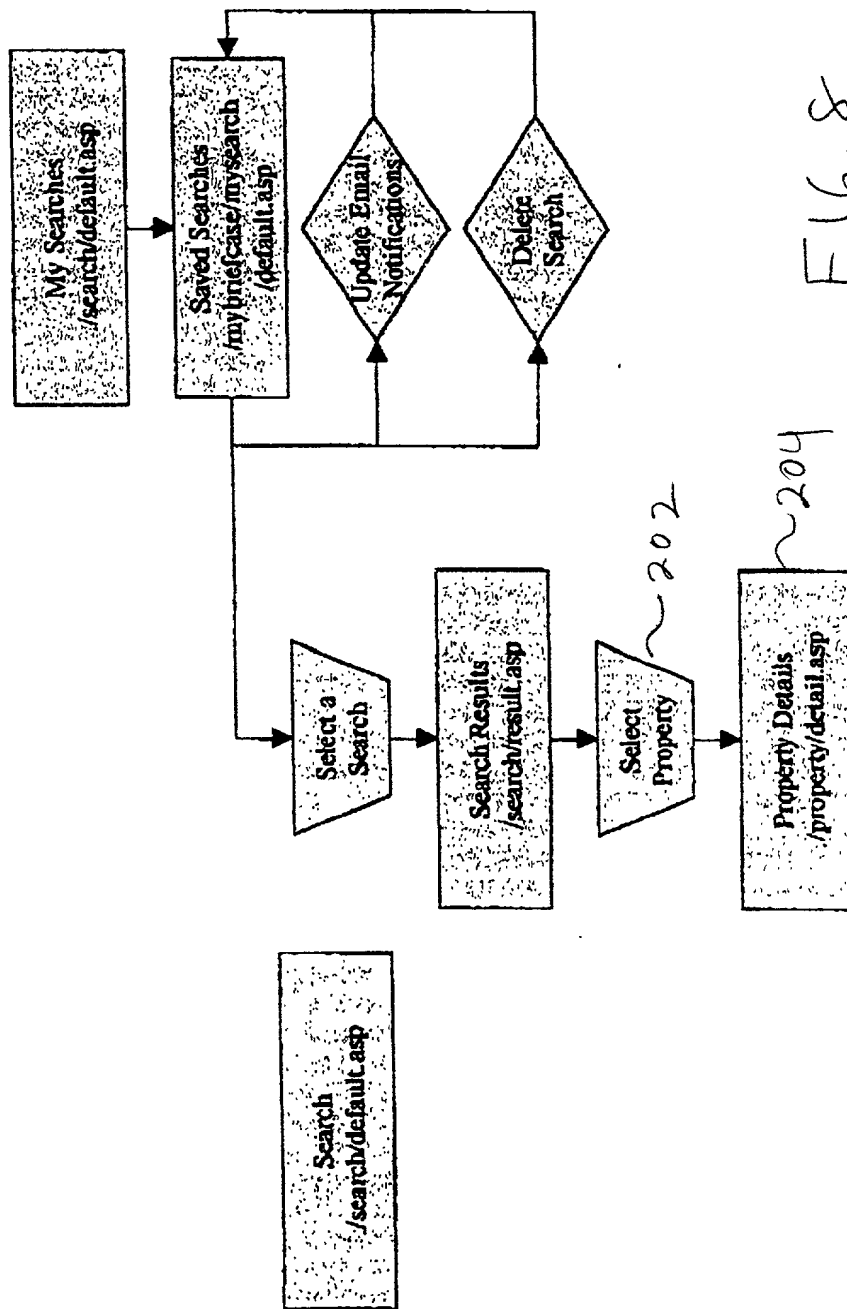 My Searches
/search/default.asp
Saved Searches
/mybriefcase/mysearch
/default.asp
Update Email
Notifications
Delete
Search
Select a
Search
Search Results
/search/result.asp
Select
Property
202
Property Details
/property/detail.asp
204
Search
/search/default.asp
FIG. 8